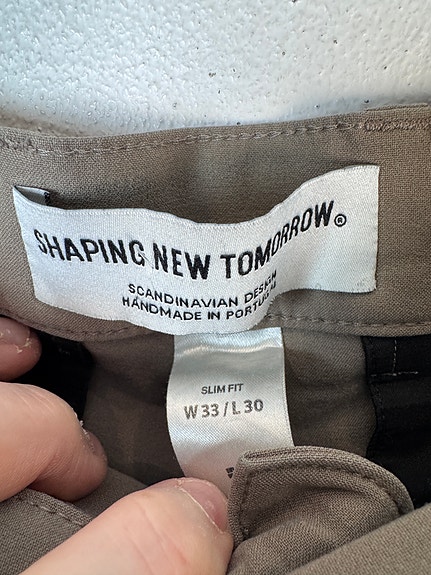 SHAPING NEW TOMORROW®
SCANDINAVIAN DESIGN
HANDMADE IN PORTUGAL
SLIM FIT
W33/L30